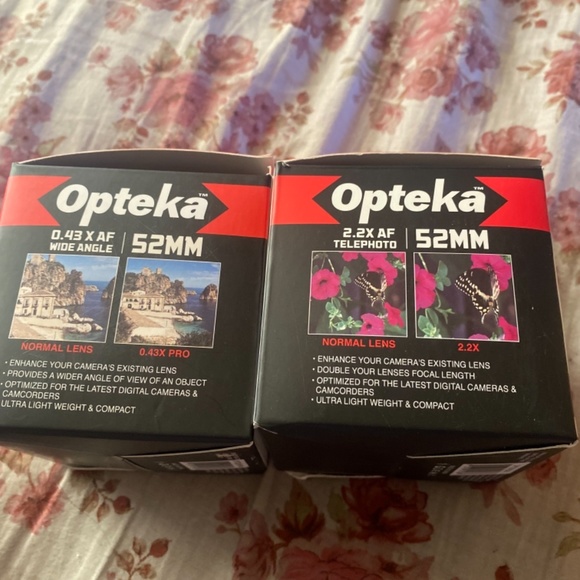 Opteka™
0.43 X AF
WIDE ANGLE
52MM
NORMAL LENS
0.43X PRO
• ENHANCE YOUR CAMERA'S EXISTING LENS
• PROVIDES A WIDER ANGLE OF VIEW OF AN OBJECT
• OPTIMIZED FOR THE LATEST DIGITAL CAMERAS &
CAMCORDERS
• ULTRA LIGHT WEIGHT & COMPACT
Opteka™
2.2X AF
TELEPHOTO
52MM
NORMAL LENS
2.2X
• ENHANCE YOUR CAMERA'S EXISTING LENS
• DOUBLE YOUR LENSES FOCAL LENGTH
• OPTIMIZED FOR THE LATEST DIGITAL CAMERAS &
CAMCORDERS
• ULTRA LIGHT WEIGHT & COMPACT